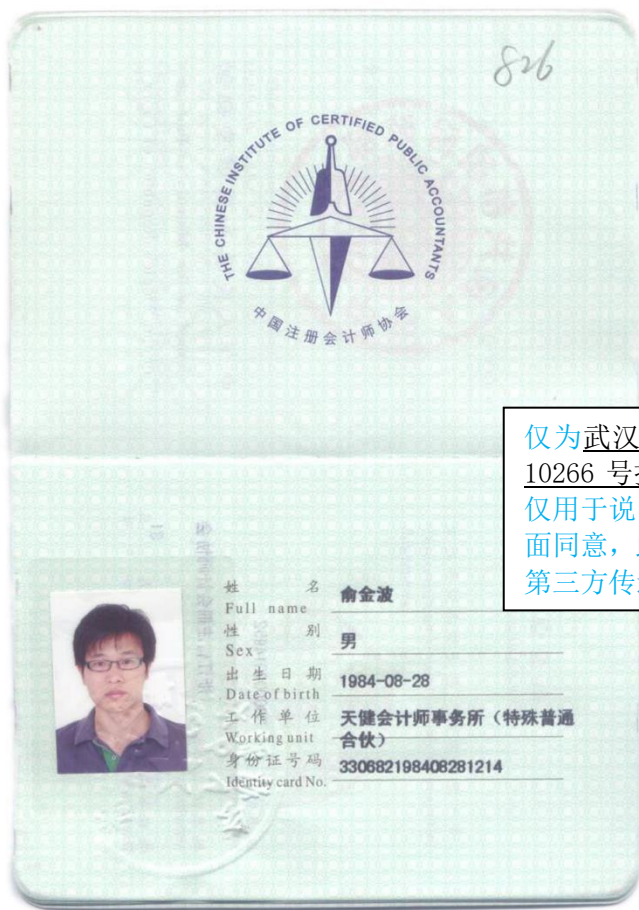 826
THE CHINESE INSTITUTE OF CERTIFIED PUBLIC ACCOUNTANTS
中国注册会计师协会
仅为武汉
10266 号
仅用于说
面同意，
第三方传
姓 名 俞金波
Full name
性 别 男
Sex
出生日期 1984-08-28
Date of birth
工作单位 天健会计师事务所（特殊普通
Working unit 合伙）
身份证号码 330682198408281214
Identity card No.